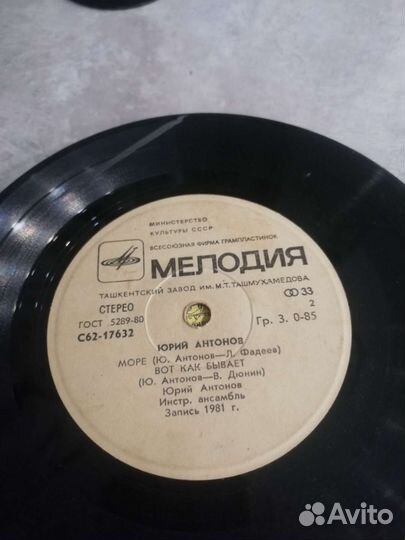 МИНИСТЕРСТВО
КУЛЬТУРЫ СССР
ВСЕСОЮЗНАЯ ФИРМА ГРАМПЛАСТИНОК
МЕЛОДИЯ
ТАШКЕНТСКИЙ ЗАВОД ИМ. М.Т. ТАШМУХАМЕДОВА
СТЕРЕО
33
ГОСТ 5289-80
2
С62-17632
Гр. 3. 0-85
ЮРИЙ АНТОНОВ
МОРЕ (Ю. Антонов—Л. Фадеев)
ВОТ КАК БЫВАЕТ
(Ю. Антонов—В. Дюнин)
Юрий Антонов
Инстр. ансамбль
Запись 1981 г.
Avito